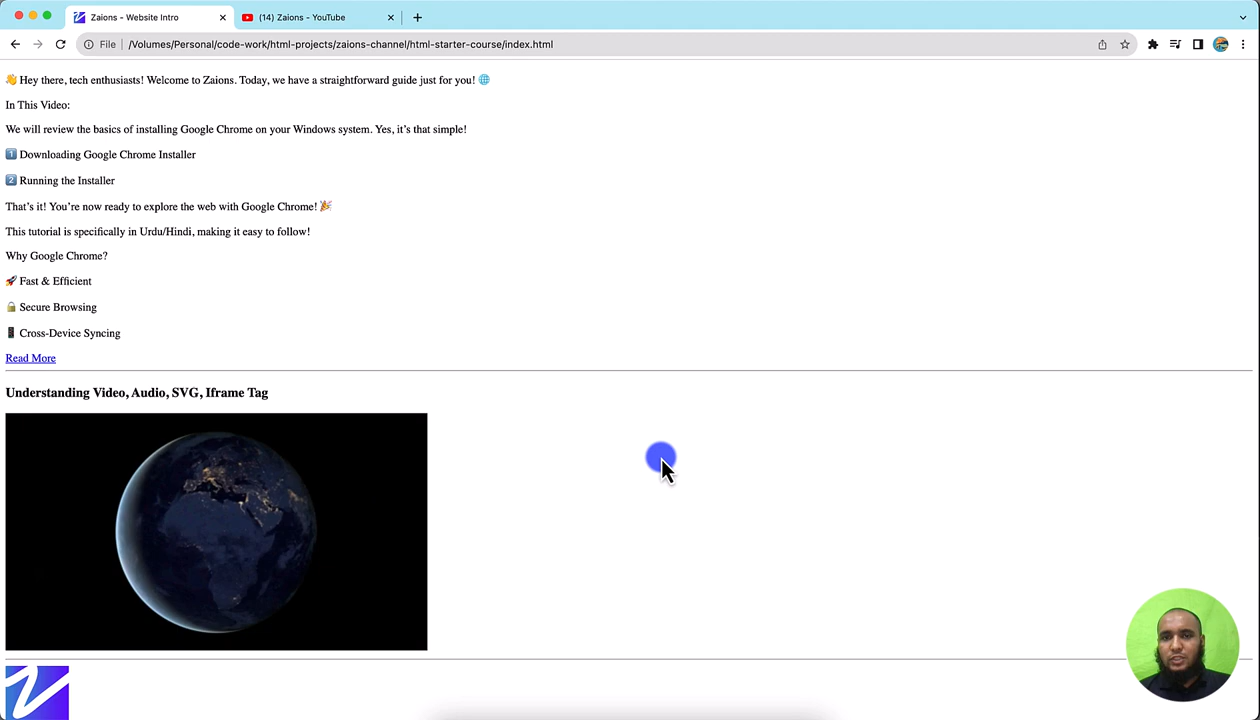 Zaions - Website Intro
(14) Zaions - YouTube
File
/Volumes/Personal/code-work/html-projects/zaions-channel/html-starter-course/index.html
👋 Hey there, tech enthusiasts! Welcome to Zaions. Today, we have a straightforward guide just for you! 🌐
In This Video:
We will review the basics of installing Google Chrome on your Windows system. Yes, it’s that simple!
1️⃣ Downloading Google Chrome Installer
2️⃣ Running the Installer
That’s it! You’re now ready to explore the web with Google Chrome! 🎉
This tutorial is specifically in Urdu/Hindi, making it easy to follow!
Why Google Chrome?
🚀 Fast & Efficient
🔒 Secure Browsing
📱 Cross-Device Syncing
Read More
Understanding Video, Audio, SVG, Iframe Tag